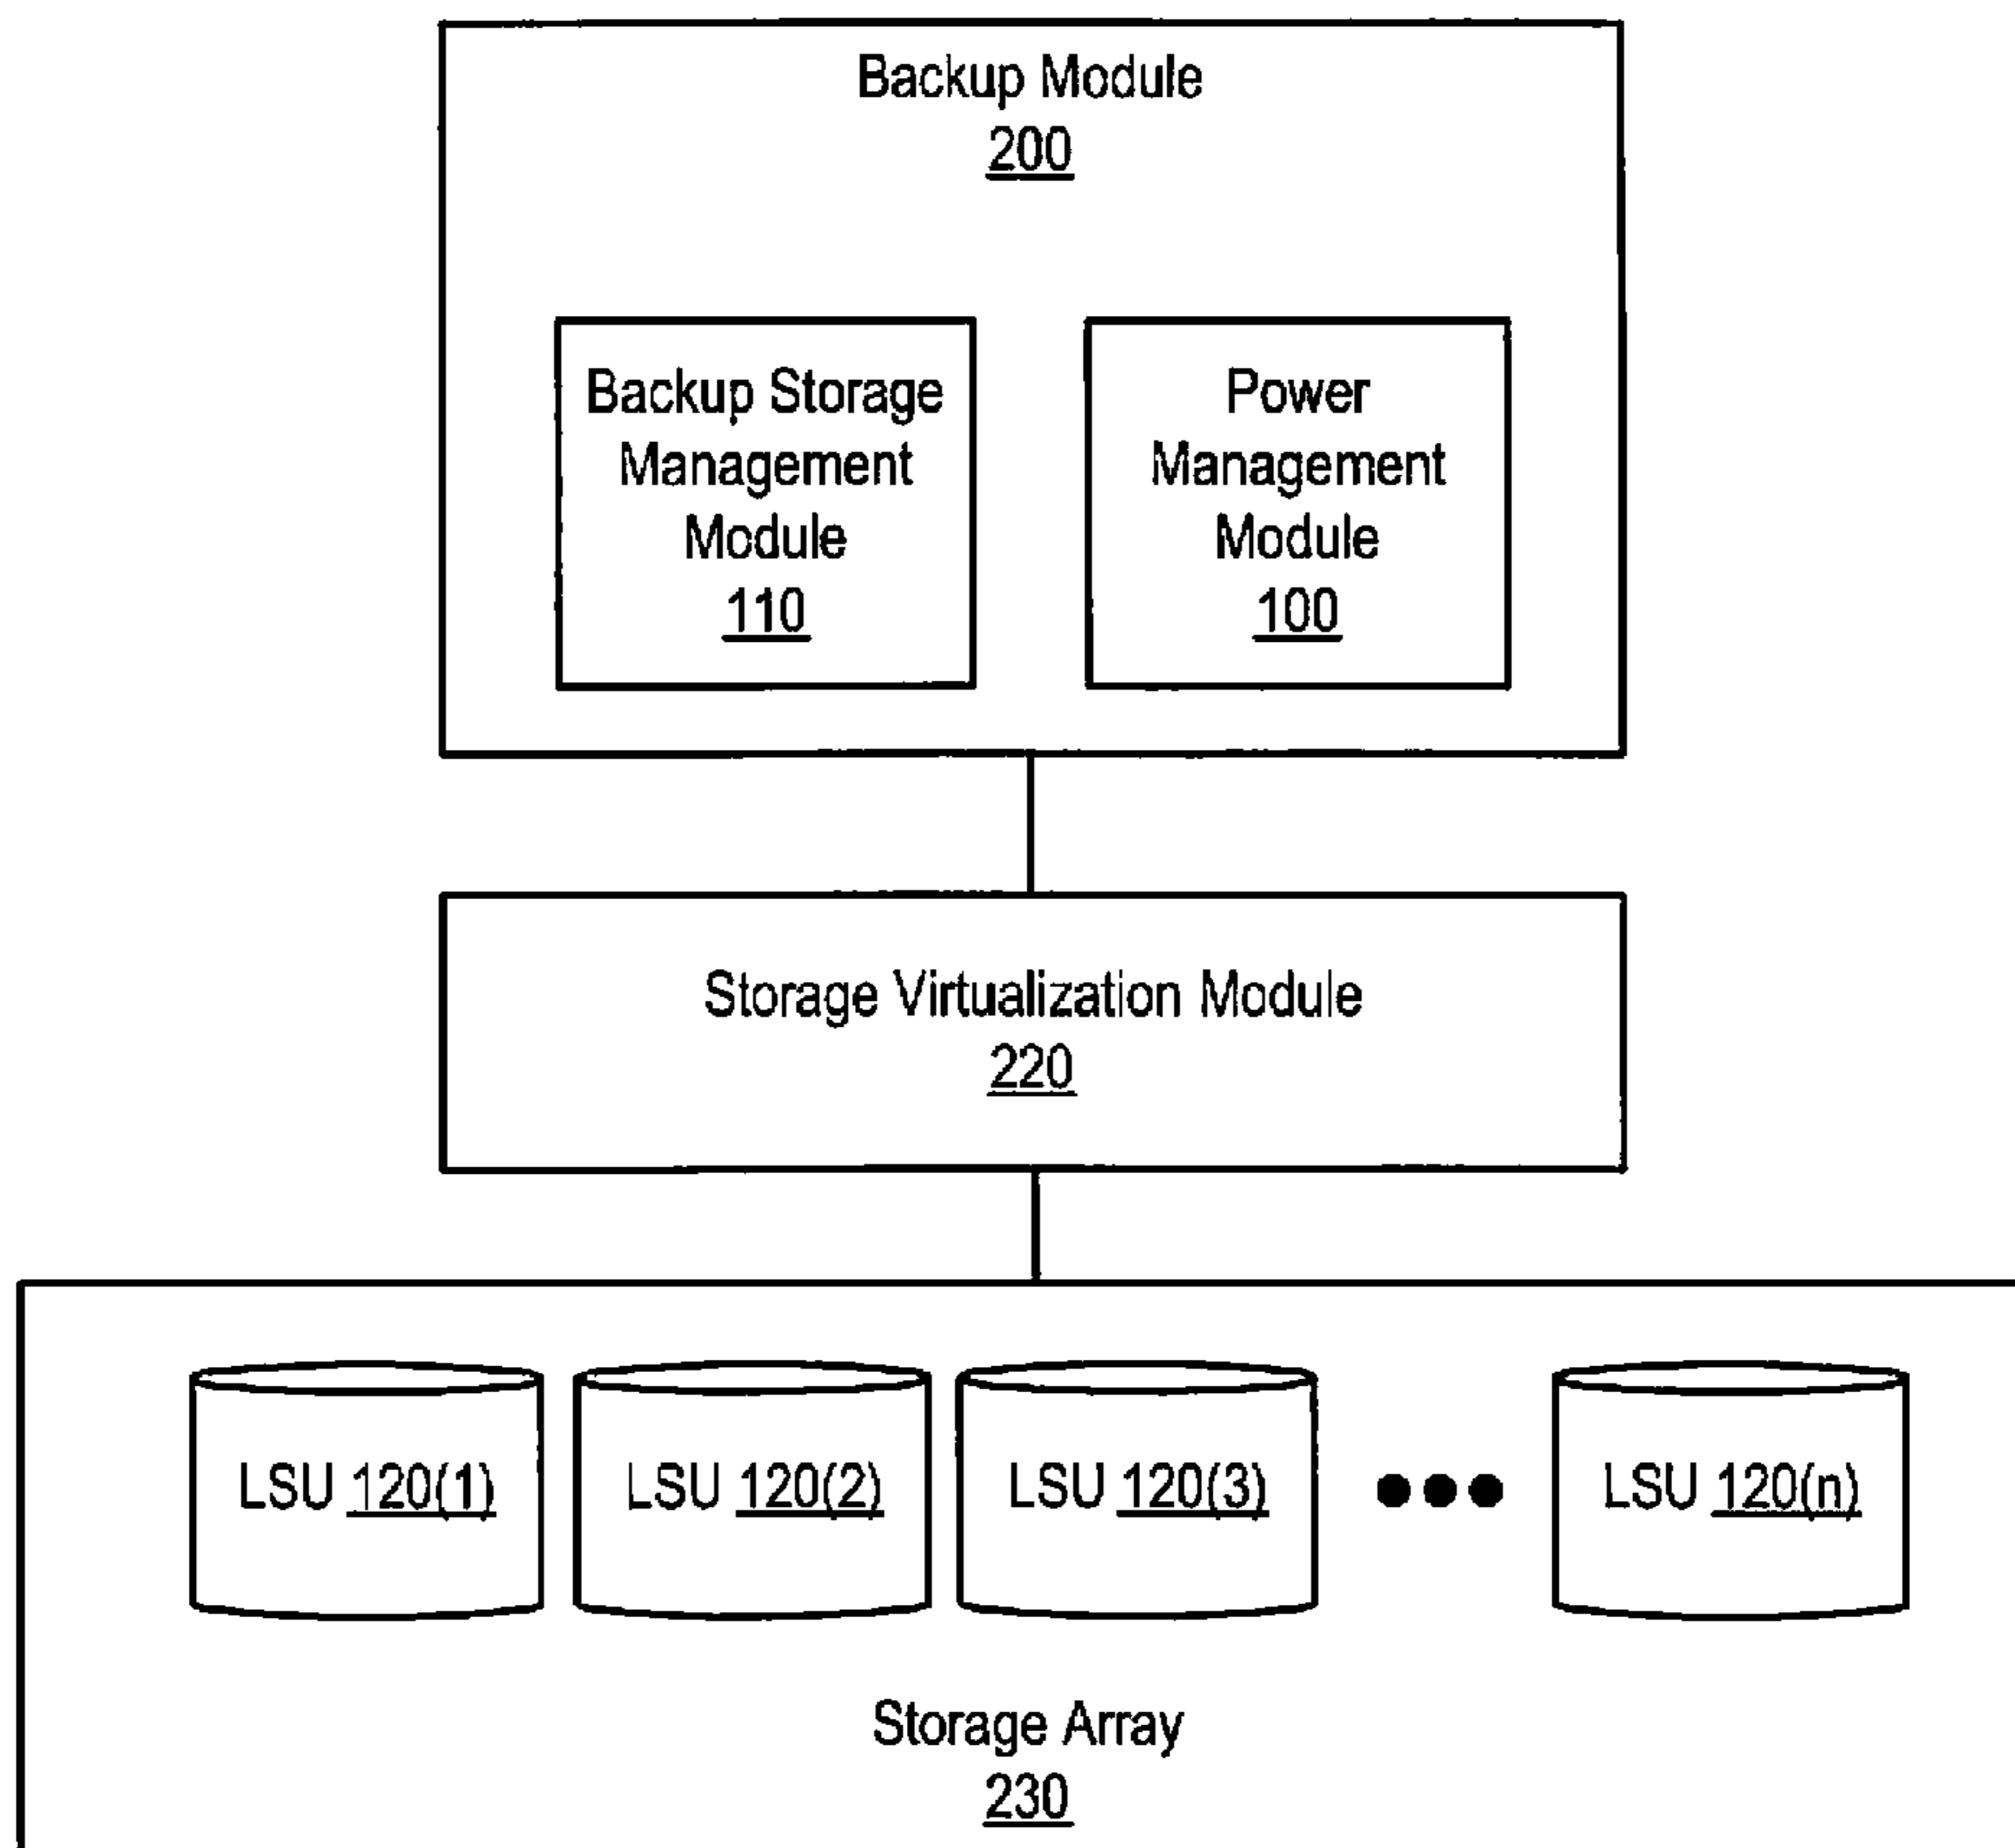 Backup Module
200
Backup Storage
Management
Module
110
Power
Management
Module
100
Storage Virtualization Module
220
LSU 120(1)
LSU 120(2)
LSU 120(3)
LSU 120(n)
Storage Array
230